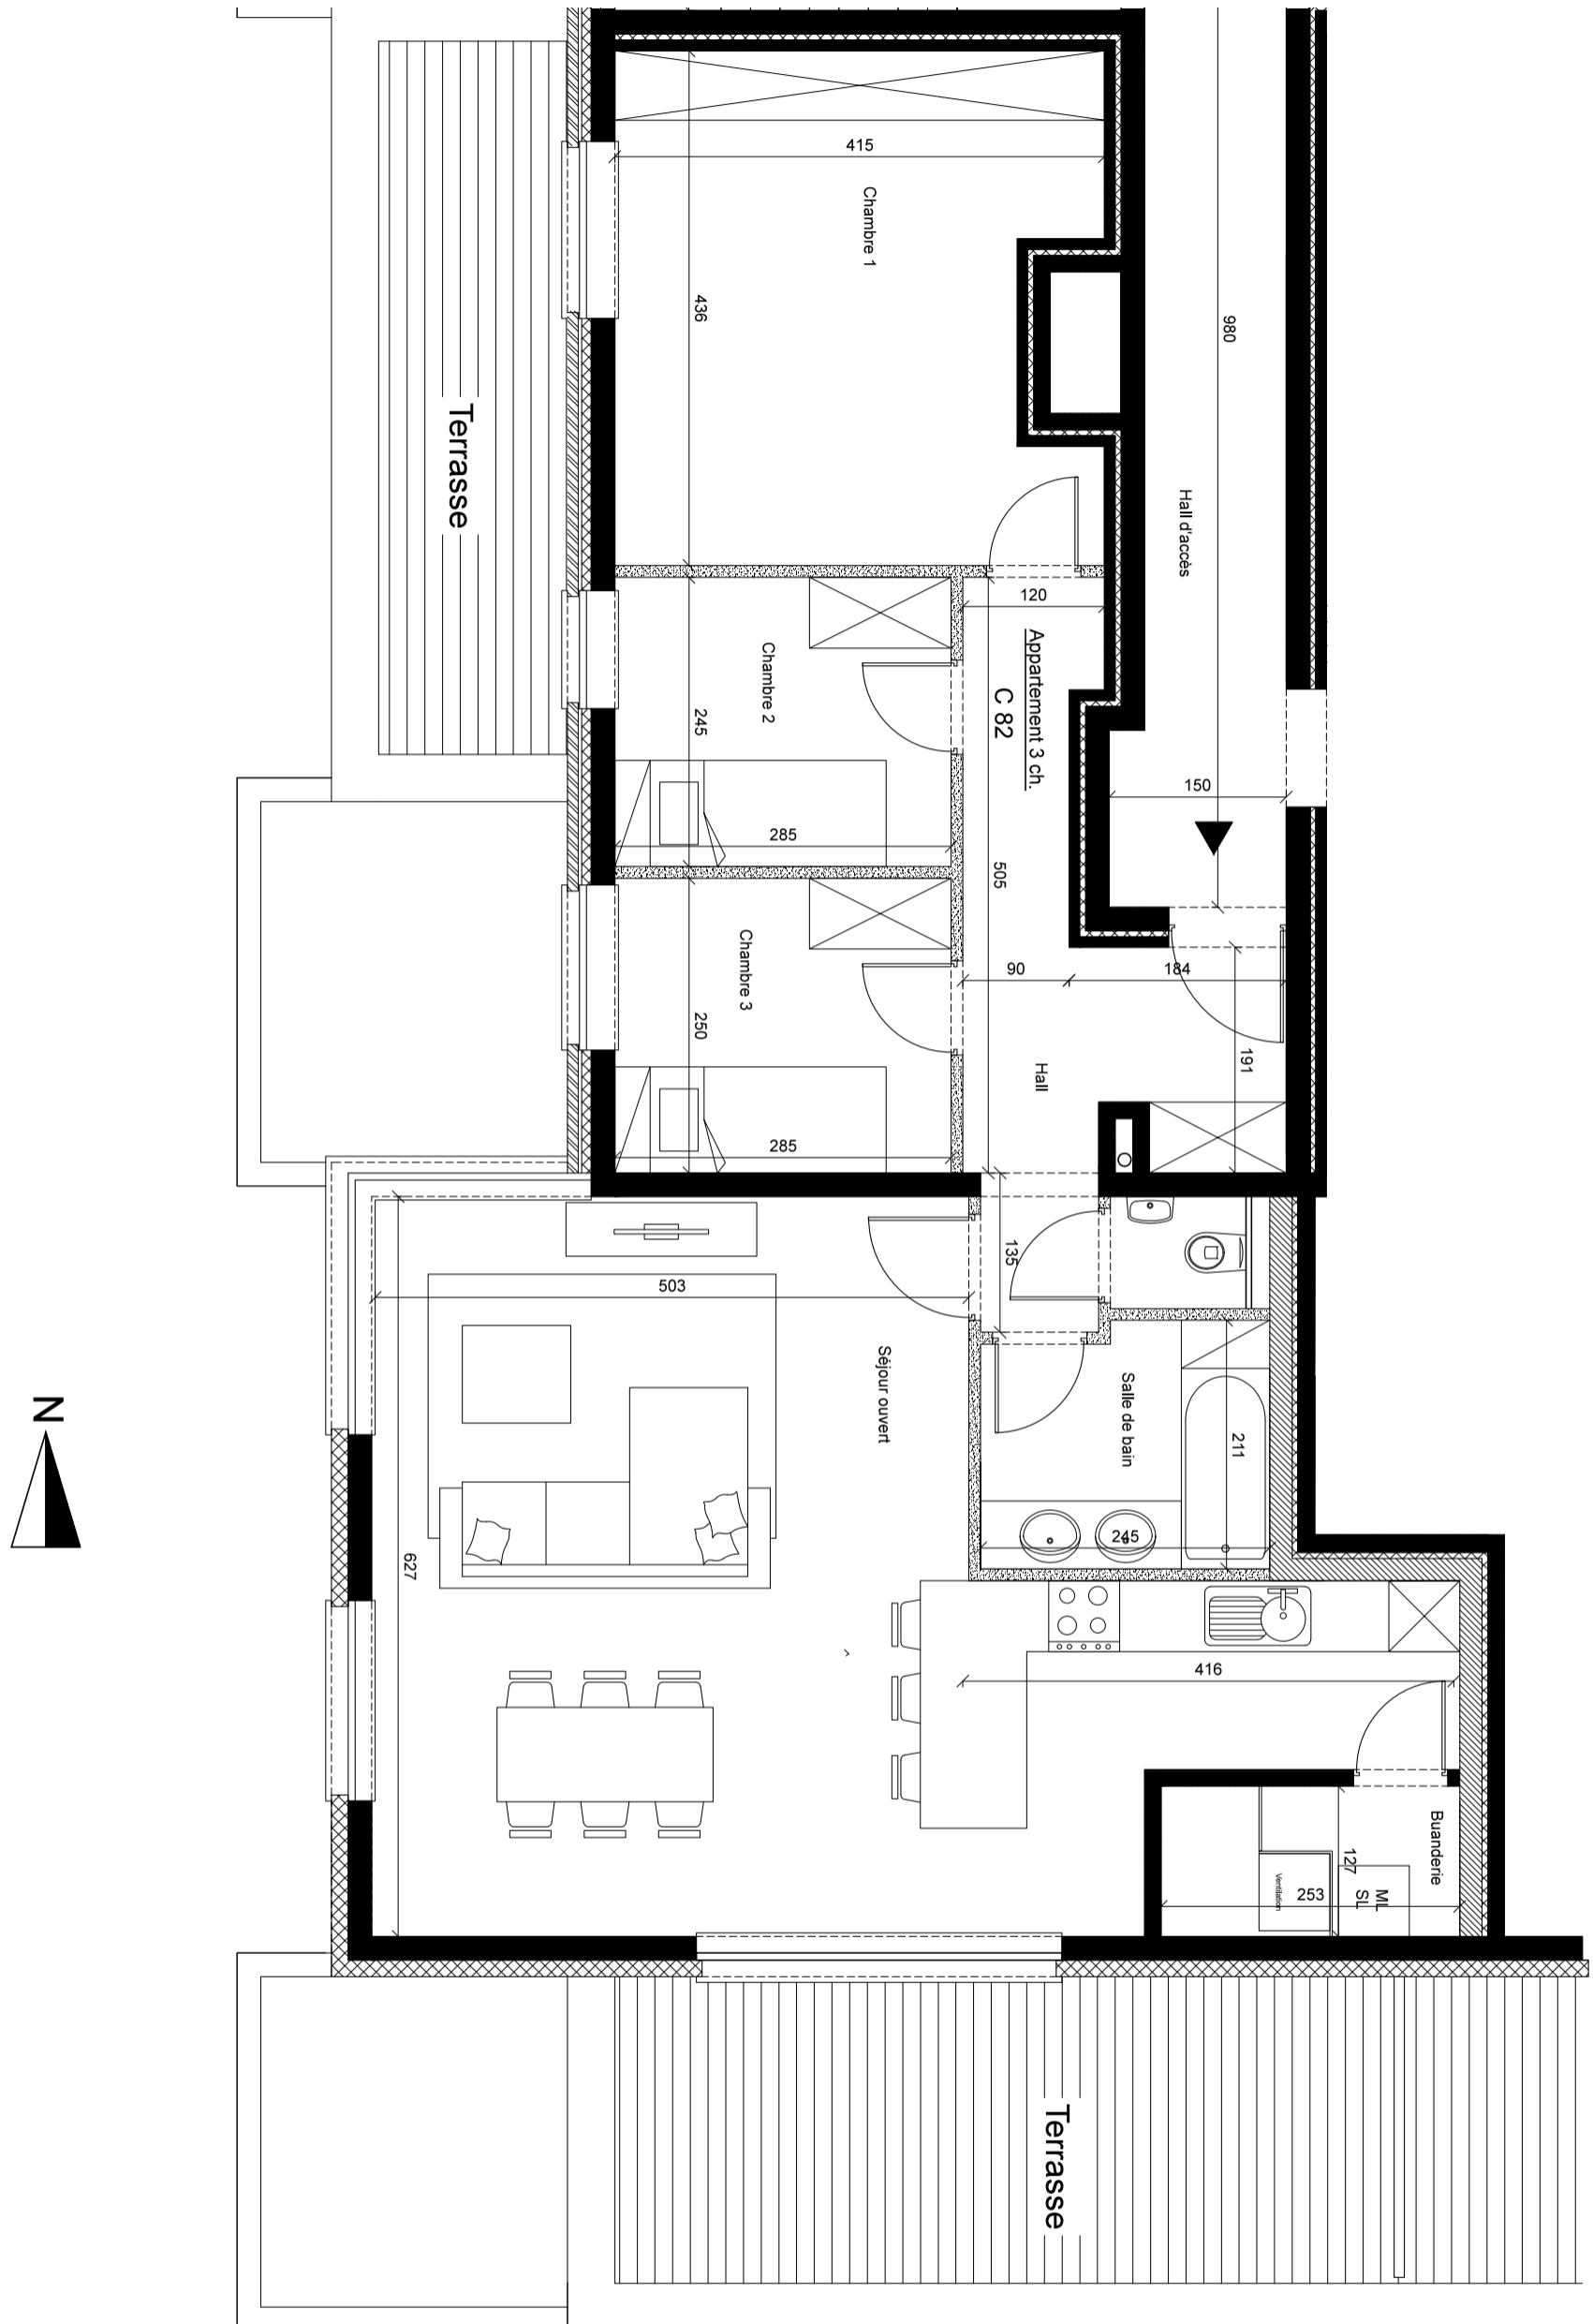 415
Chambre 1
436
980
Terrasse
Hall d'accès
120
Appartement 3 ch.
C 82
Chambre 2
245
150
285
505
Chambre 3
250
90
184
191
Hall
285
135
503
Séjour ouvert
Salle de bain
211
245
N
627
416
Buanderie
127
ML
SL
253
Ventilation
Terrasse